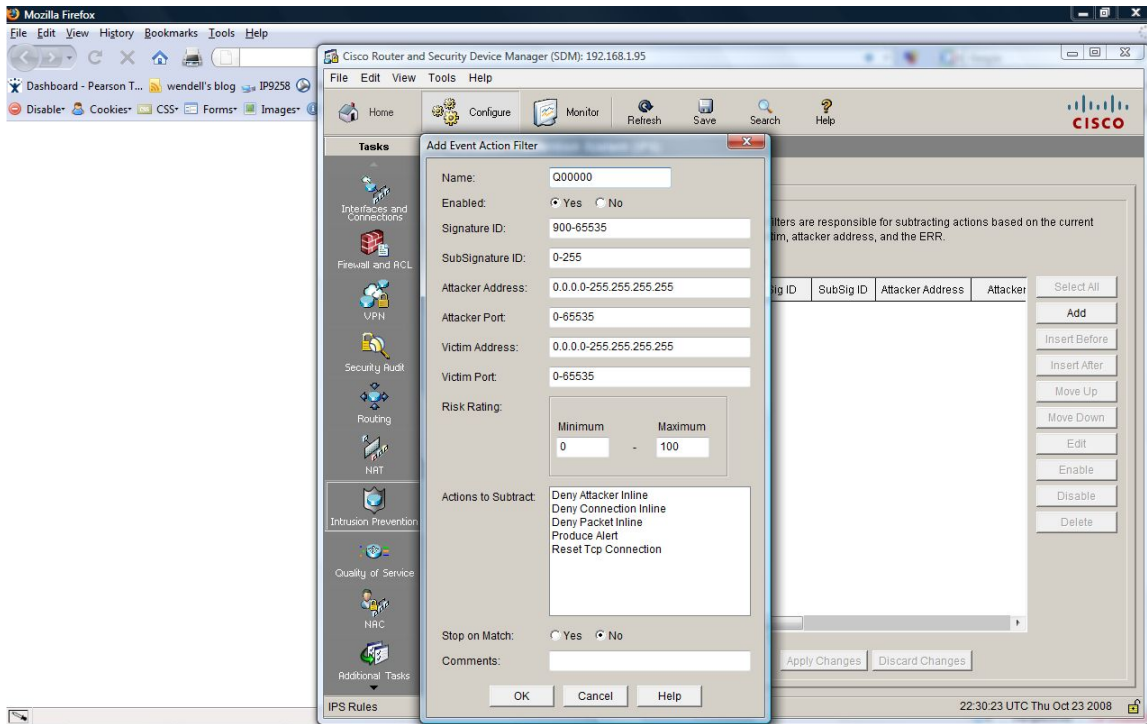 Mozilla Firefox
File Edit View History Bookmarks Tools Help
Dashboard - Pearson T... wendell's blog IP9258
Disable Cookies CSS Forms Images
Cisco Router and Security Device Manager (SDM): 192.168.1.95
File Edit View Tools Help
Home Configure Monitor Refresh Save Search Help
CISCO
Tasks
Interfaces and Connections
Firewall and ACL
VPN
Security Audit
Routing
NAT
Intrusion Prevention
Quality of Service
NAC
Additional Tasks
Add Event Action Filter
Name: Q00000
Enabled: Yes No
Signature ID: 900-65535
SubSignature ID: 0-255
Attacker Address: 0.0.0.0-255.255.255.255
Attacker Port: 0-65535
Victim Address: 0.0.0.0-255.255.255.255
Victim Port: 0-65535
Risk Rating:
Minimum Maximum
0 - 100
Actions to Subtract:
Deny Attacker Inline
Deny Connection Inline
Deny Packet Inline
Produce Alert
Reset Tcp Connection
Stop on Match: Yes No
Comments:
OK Cancel Help
are responsible for subtracting actions based on the current
attacker address, and the ERR.
ID SubSig ID Attacker Address Attacker
Select All
Add
Insert Before
Insert After
Move Up
Move Down
Edit
Enable
Disable
Delete
Apply Changes Discard Changes
IPS Rules 22:30:23 UTC Thu Oct 23 2008